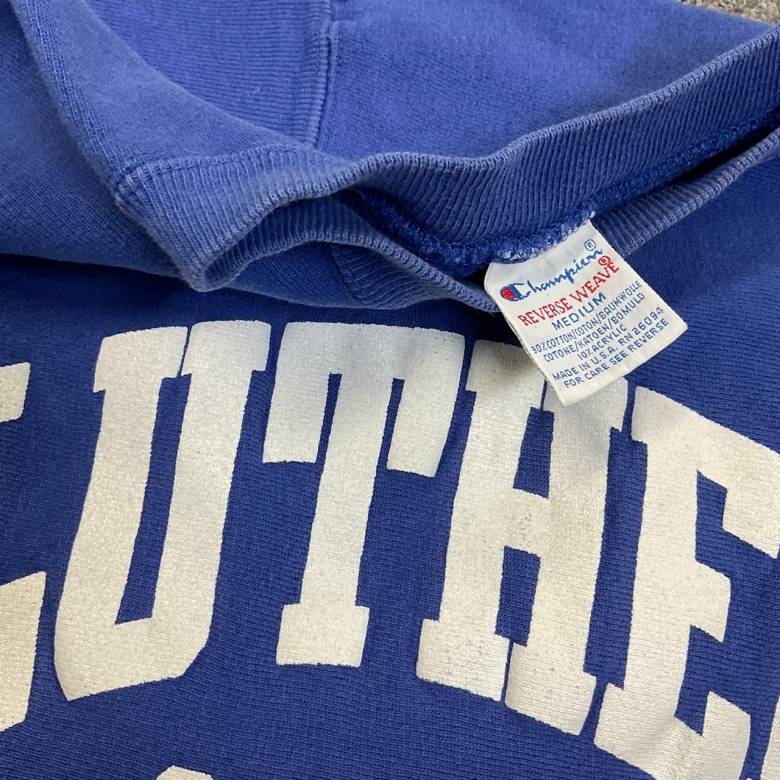 Champion®
REVERSE WEAVE®
MEDIUM
90% COTTON/COTON/BAUMWOLLE
COTONE/KATOEN/BOMULD
10% ACRYLIC
MADE IN U.S.A. RN 26094
FOR CARE SEE REVERSE
UTHE